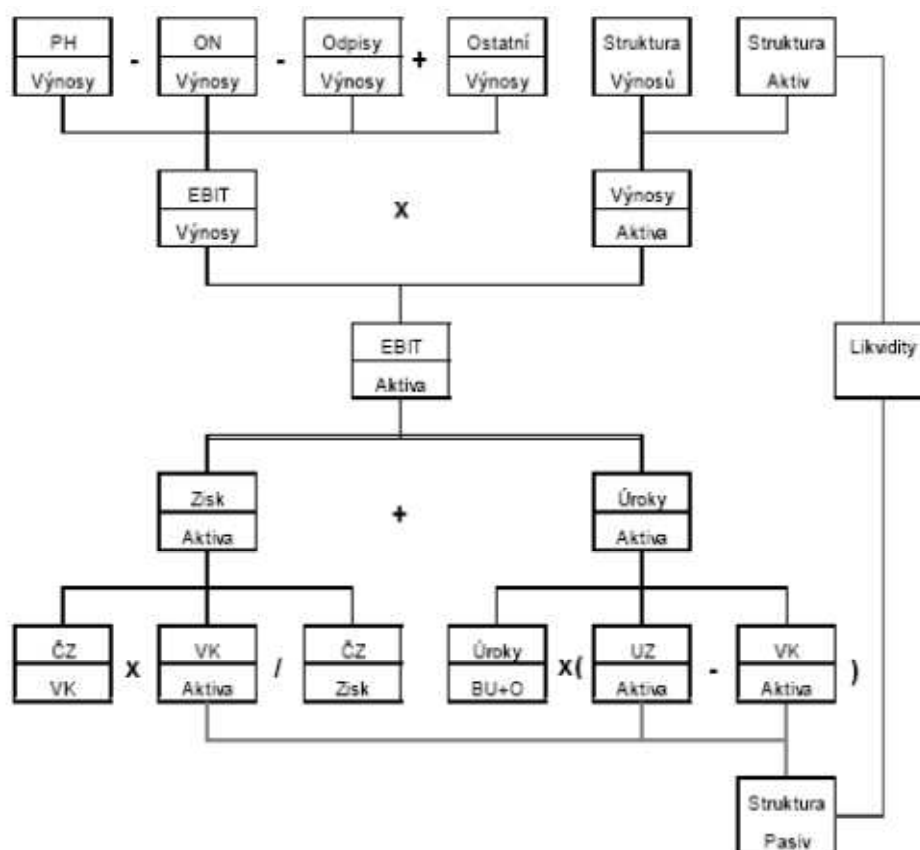 PH - ON - Odpisy + Ostatní Struktura Struktura
Výnosy Výnosy Výnosy Výnosy Výnosů Aktiv
EBIT X Výnosy
Výnosy Aktiva
EBIT Likvidity
Aktiva
Zisk + Úroky
Aktiva Aktiva
ČZ x VK / ČZ Úroky x( UZ - VK )
VK Aktiva Zisk BU+O Aktiva Aktiva
Struktura
Pasiv